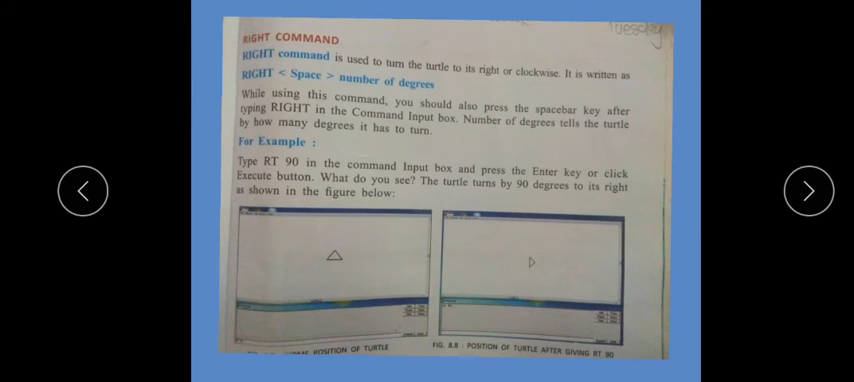 Tuesday
RIGHT COMMAND
RIGHT command is used to turn the turtle to its right or clockwise. It is written as
RIGHT < Space > number of degrees
While using this command, you should also press the spacebar key after
typing RIGHT in the Command Input box. Number of degrees tells the turtle
by how many degrees it has to turn.
For Example :
Type RT 90 in the command Input box and press the Enter key or click
Execute button. What do you see? The turtle turns by 90 degrees to its right
as shown in the figure below:
POSITION OF TURTLE
FIG. 8.8 : POSITION OF TURTLE AFTER GIVING RT 90